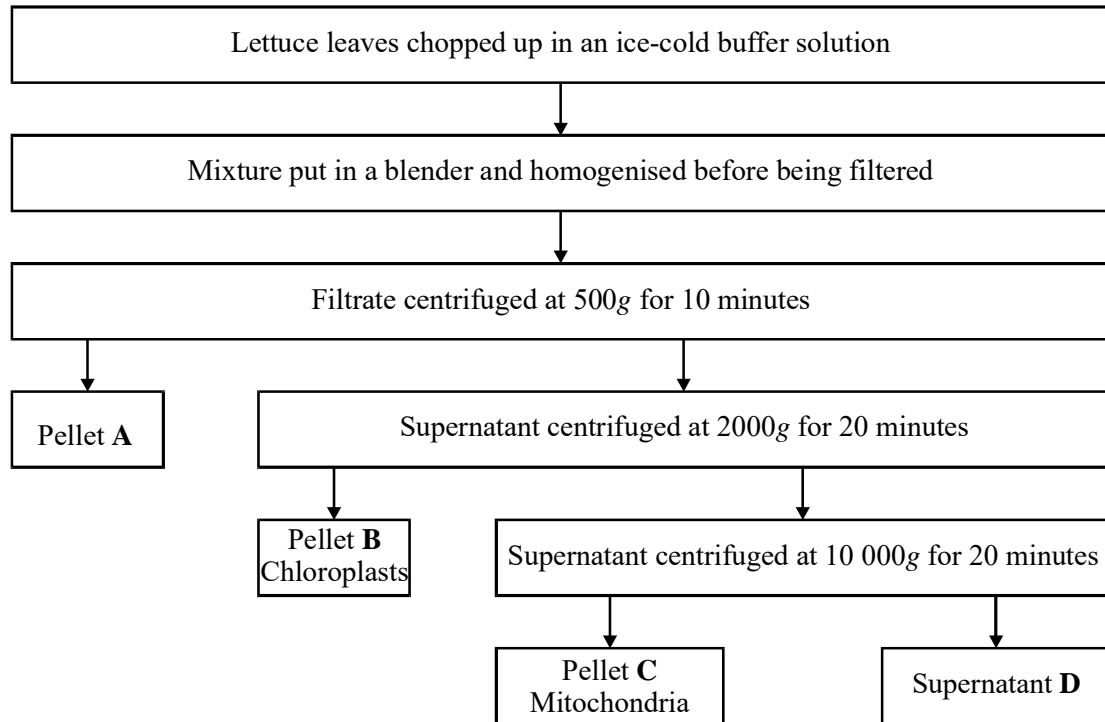 Lettuce leaves chopped up in an ice-cold buffer solution
Mixture put in a blender and homogenised before being filtered
Filtrate centrifuged at 500g for 10 minutes
Pellet A
Supernatant centrifuged at 2000g for 20 minutes
Pellet B
Chloroplasts
Supernatant centrifuged at 10 000g for 20 minutes
Pellet C
Mitochondria
Supernatant D